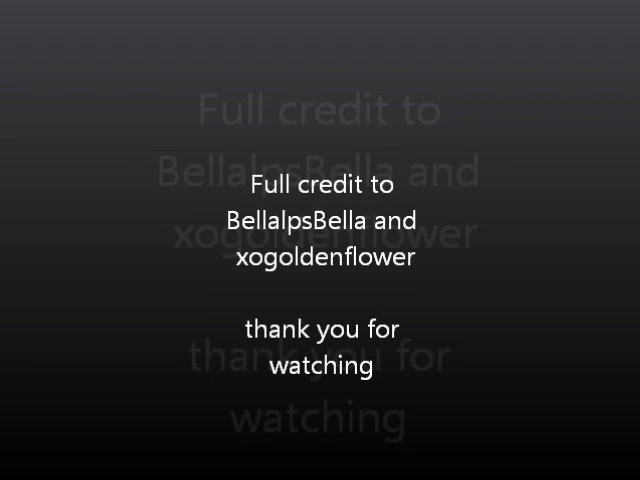 Full credit to
BellalpsBella and
xogoldenflower
thank you for
watching